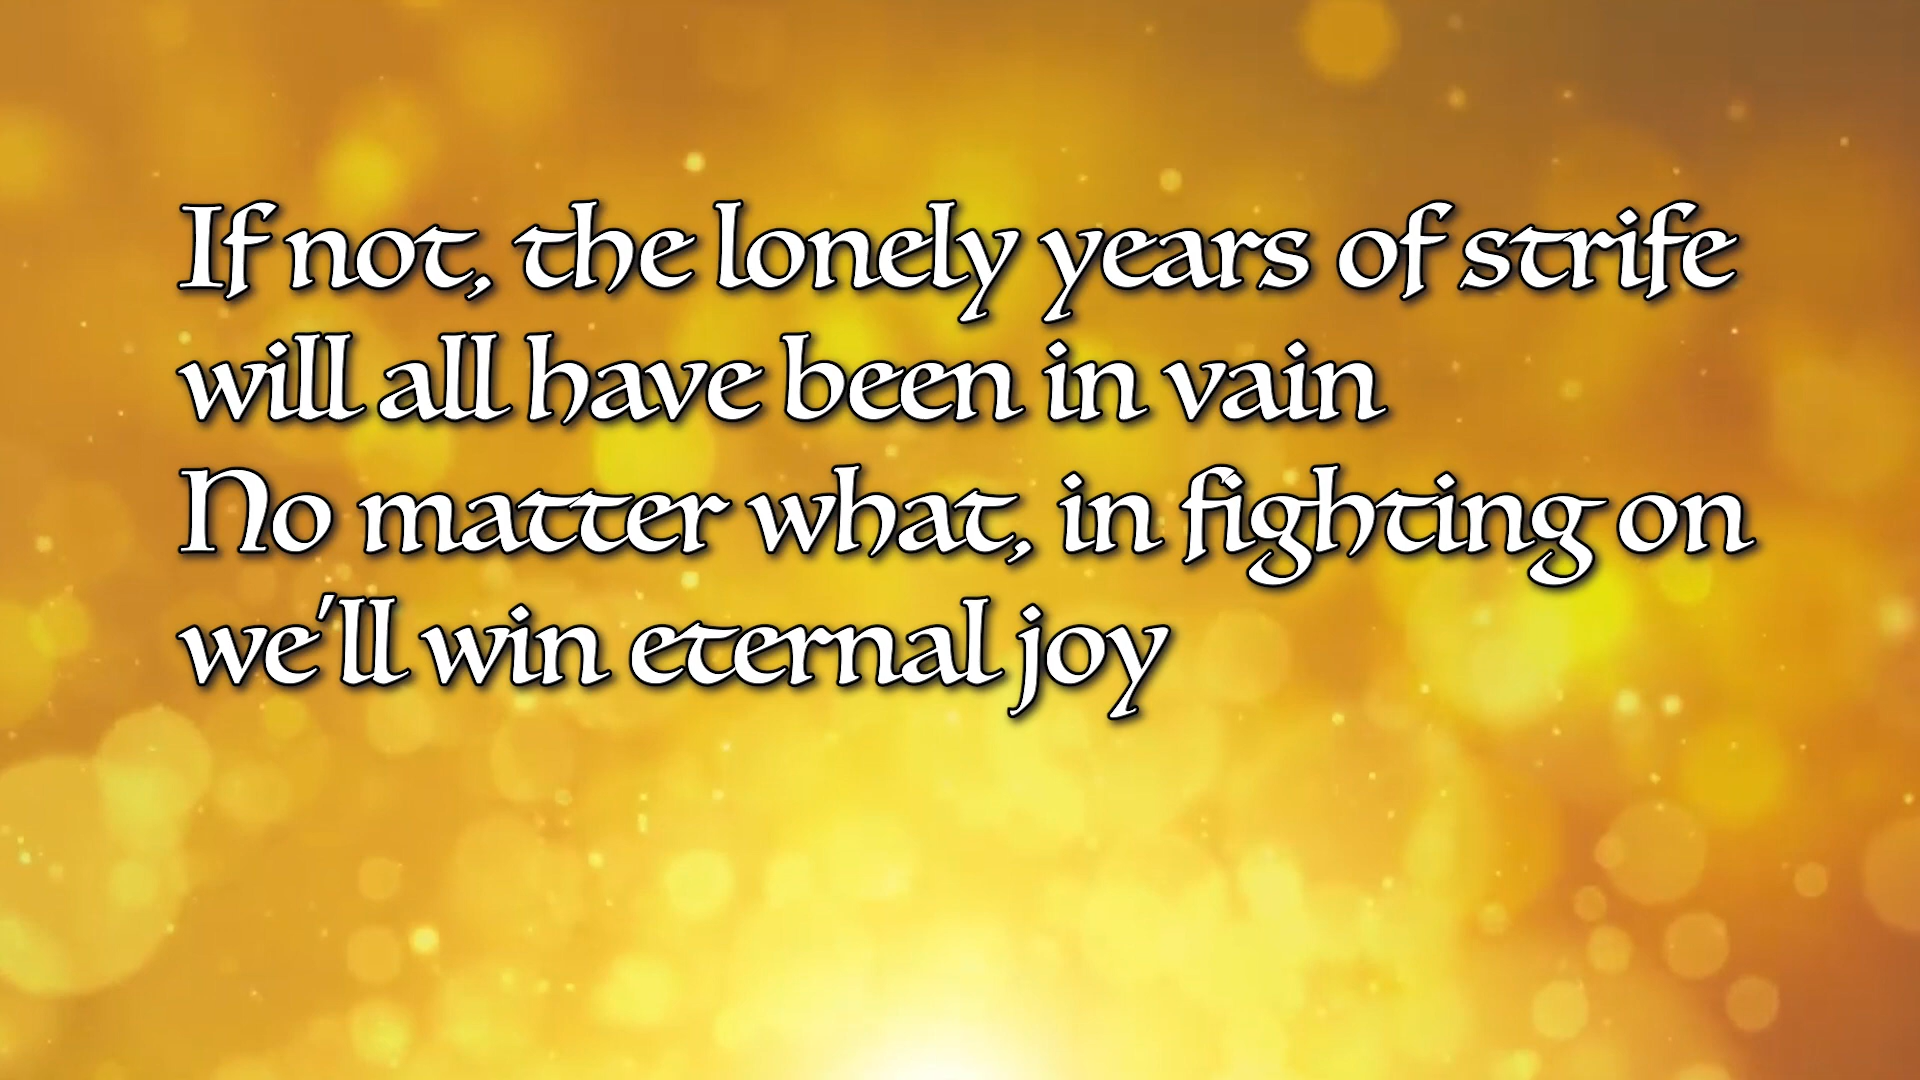 If not, the lonely years of strife
will all have been in vain
No matter what, in fighting on
we'll win eternal joy